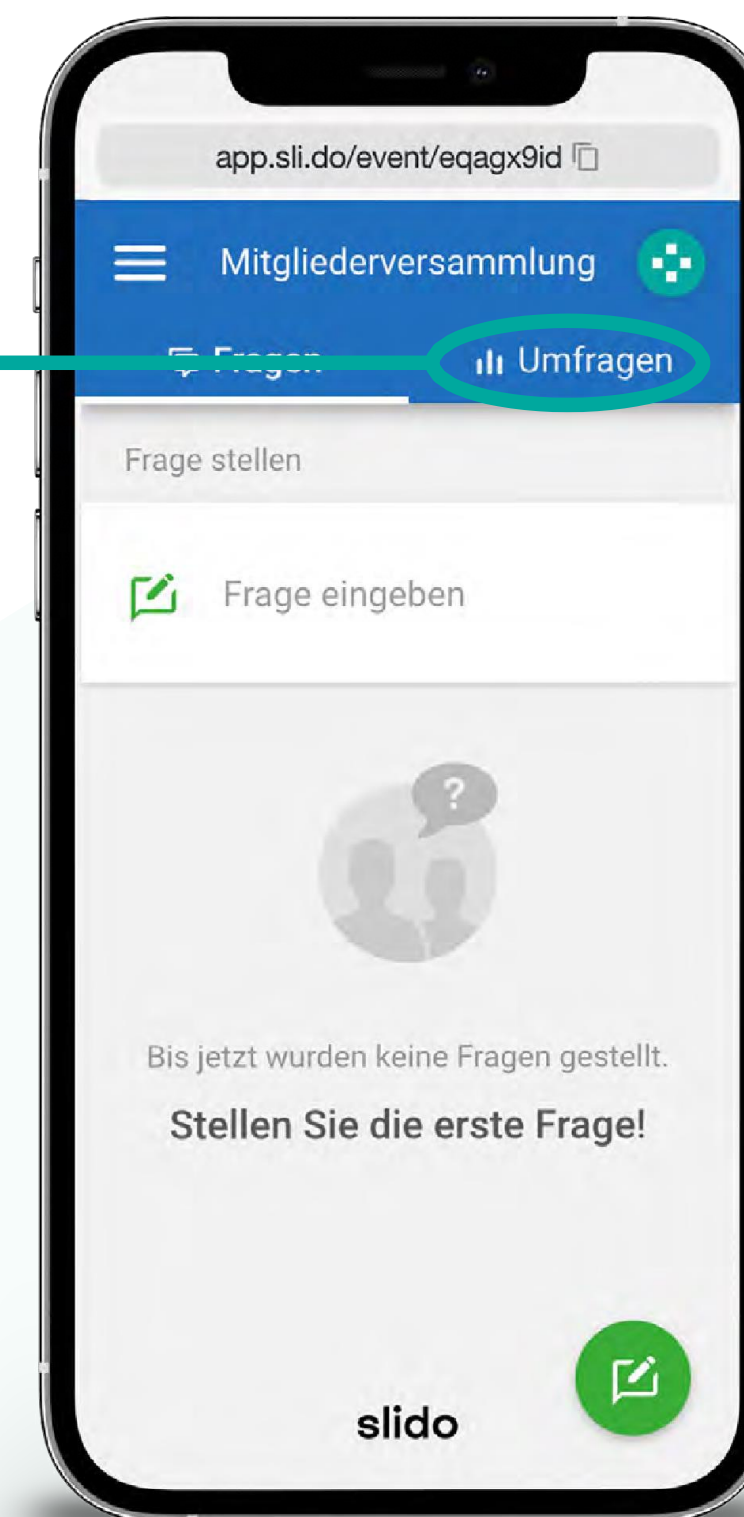 app.sli.do/event/eqagx9id
Mitgliederversammlung
Fragen
Umfragen
Frage stellen
Frage eingeben
?
Bis jetzt wurden keine Fragen gestellt.
Stellen Sie die erste Frage!
slido